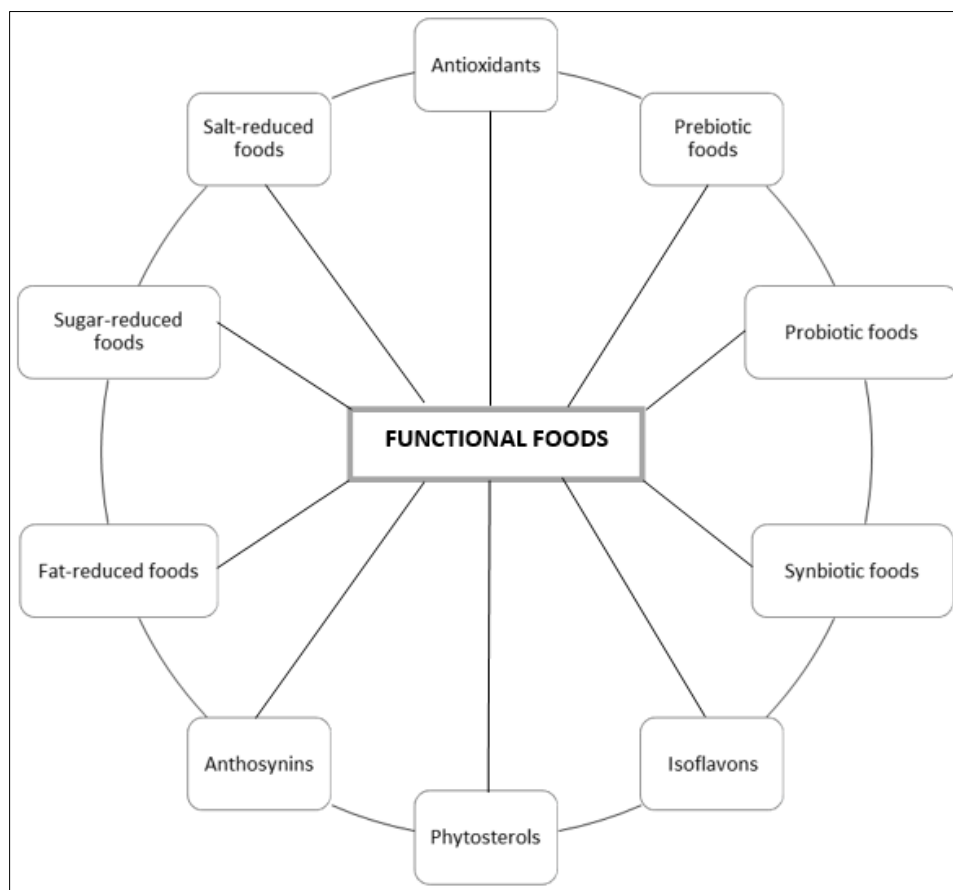 Antioxidants
Salt-reduced
foods
Prebiotic
foods
Sugar-reduced
foods
Probiotic foods
FUNCTIONAL FOODS
Fat-reduced foods
Synbiotic foods
Anthosynins
Isoflavons
Phytosterols